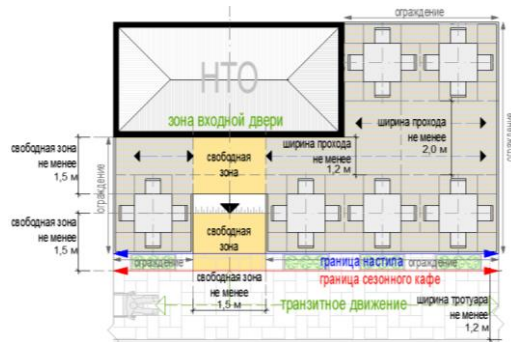 ограждение
НТО
зона входной двери
свободная зона
не менее
1,5 м
ширина прохода
не менее
1,2 м
ширина прохода
не менее
2,0 м
ограждение
ограждение
свободная
зона
свободная зона
не менее
1,5 м
свободная
зона
граница настила
ограждение
ограждение
свободная зона
не менее
1,5 м
граница сезонного кафе
транзитное движение
ширина тротуара
не менее
1,2 м